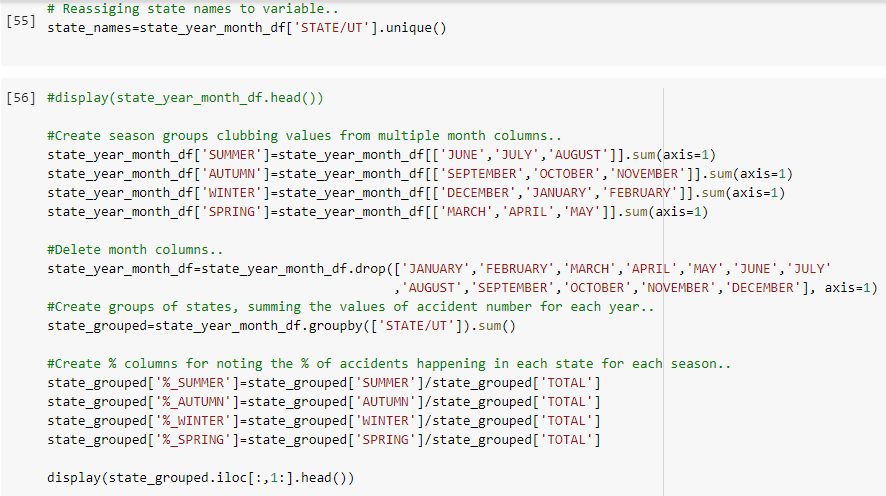 # Reassiging state names to variable..
[55] state_names=state_year_month_df['STATE/UT'].unique()
[56] #display(state_year_month_df.head())
#Create season groups clubbing values from multiple month columns..
state_year_month_df['SUMMER']=state_year_month_df[['JUNE','JULY','AUGUST']].sum(axis=1)
state_year_month_df['AUTUMN']=state_year_month_df[['SEPTEMBER','OCTOBER','NOVEMBER']].sum(axis=1)
state_year_month_df['WINTER']=state_year_month_df[['DECEMBER','JANUARY','FEBRUARY']].sum(axis=1)
state_year_month_df['SPRING']=state_year_month_df[['MARCH','APRIL','MAY']].sum(axis=1)
#Delete month columns..
state_year_month_df=state_year_month_df.drop(['JANUARY','FEBRUARY','MARCH','APRIL','MAY','JUNE','JULY'
,'AUGUST','SEPTEMBER','OCTOBER','NOVEMBER','DECEMBER'], axis=1)
#Create groups of states, summing the values of accident number for each year..
state_grouped=state_year_month_df.groupby(['STATE/UT']).sum()
#Create % columns for noting the % of accidents happening in each state for each season..
state_grouped['%_SUMMER']=state_grouped['SUMMER']/state_grouped['TOTAL']
state_grouped['%_AUTUMN']=state_grouped['AUTUMN']/state_grouped['TOTAL']
state_grouped['%_WINTER']=state_grouped['WINTER']/state_grouped['TOTAL']
state_grouped['%_SPRING']=state_grouped['SPRING']/state_grouped['TOTAL']
display(state_grouped.iloc[:,1:].head())